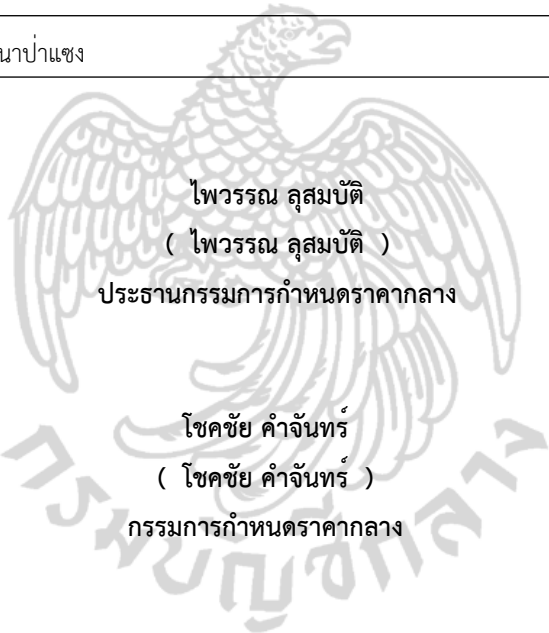 นาป่าแซง
ไพวรรณ ลุสมบัติ
( ไพวรรณ ลุสมบัติ )
ประธานกรรมการกำหนดราคากลาง
โชคชัย คำจันทร์
( โชคชัย คำจันทร์ )
กรรมการกำหนดราคากลาง
กรมบัญชีกลาง